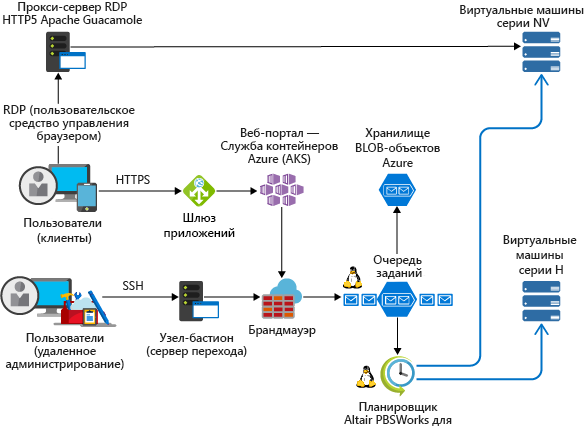 Прокси-сервер RDP
HTTP5 Apache Guacamole
Виртуальные машины
серии NV
RDP (пользовательское
средство управления
браузером)
Веб-портал —
Служба контейнеров
Azure (AKS)
Хранилище
BLOB-объектов
Azure
HTTPS
Пользователи
(клиенты)
Шлюз
приложений
Виртуальные
машины
серии H
Очередь
заданий
SSH
Пользователи
(удаленное
администрирование)
Узел-бастион
(сервер перехода)
Брандмауэр
Планировщик
Altair PBSWorks для